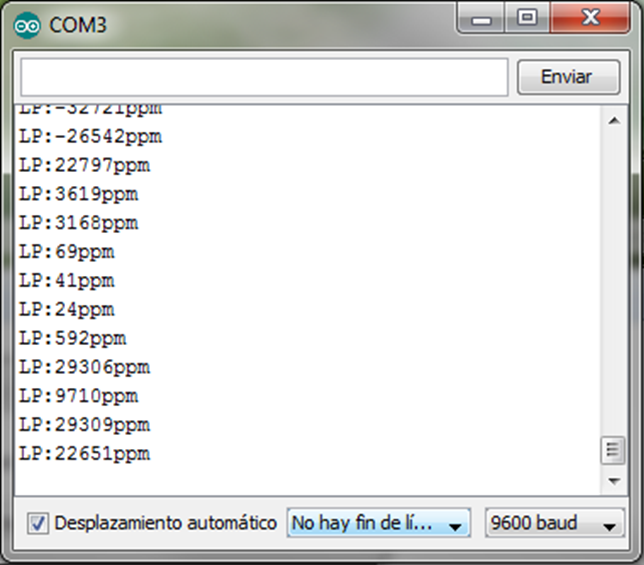 COM3
Enviar
LP:-32721ppm
LP:-26542ppm
LP:22797ppm
LP:3619ppm
LP:3168ppm
LP:69ppm
LP:41ppm
LP:24ppm
LP:592ppm
LP:29306ppm
LP:9710ppm
LP:29309ppm
LP:22651ppm
Desplazamiento automático No hay fin de lí... 9600 baud